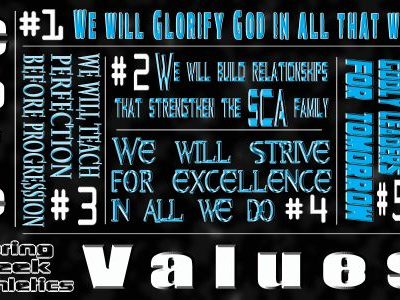 #1 We will Glorify God in all that w
We will teach
perfection
before progression
#3
#2 We will build relationships
that strengthen the SCA family
We will strive
for excellence
in all we do #4
Godly leaders
for tomorrow
#5
Values